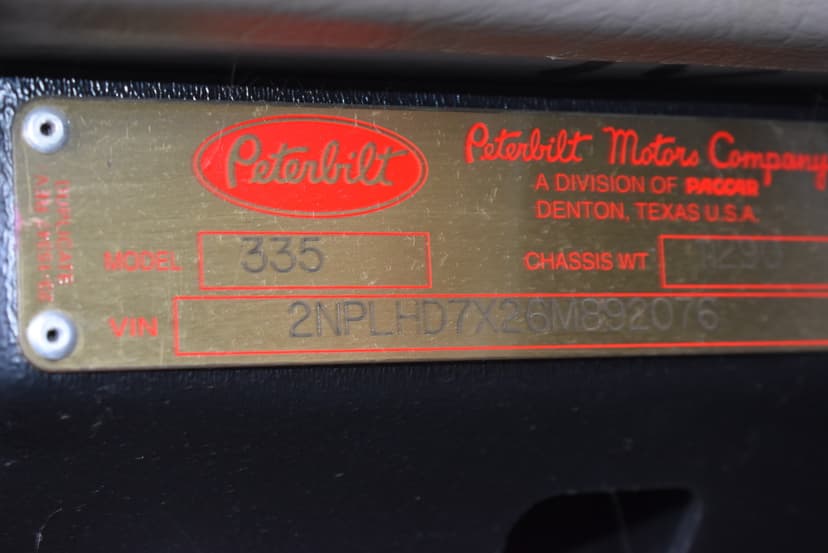 Peterbilt
Peterbilt Motors Company
A DIVISION OF PACCAR
DENTON, TEXAS U.S.A.
MODEL 335
CHASSIS WT
VIN 2NPLHD7X26M892076